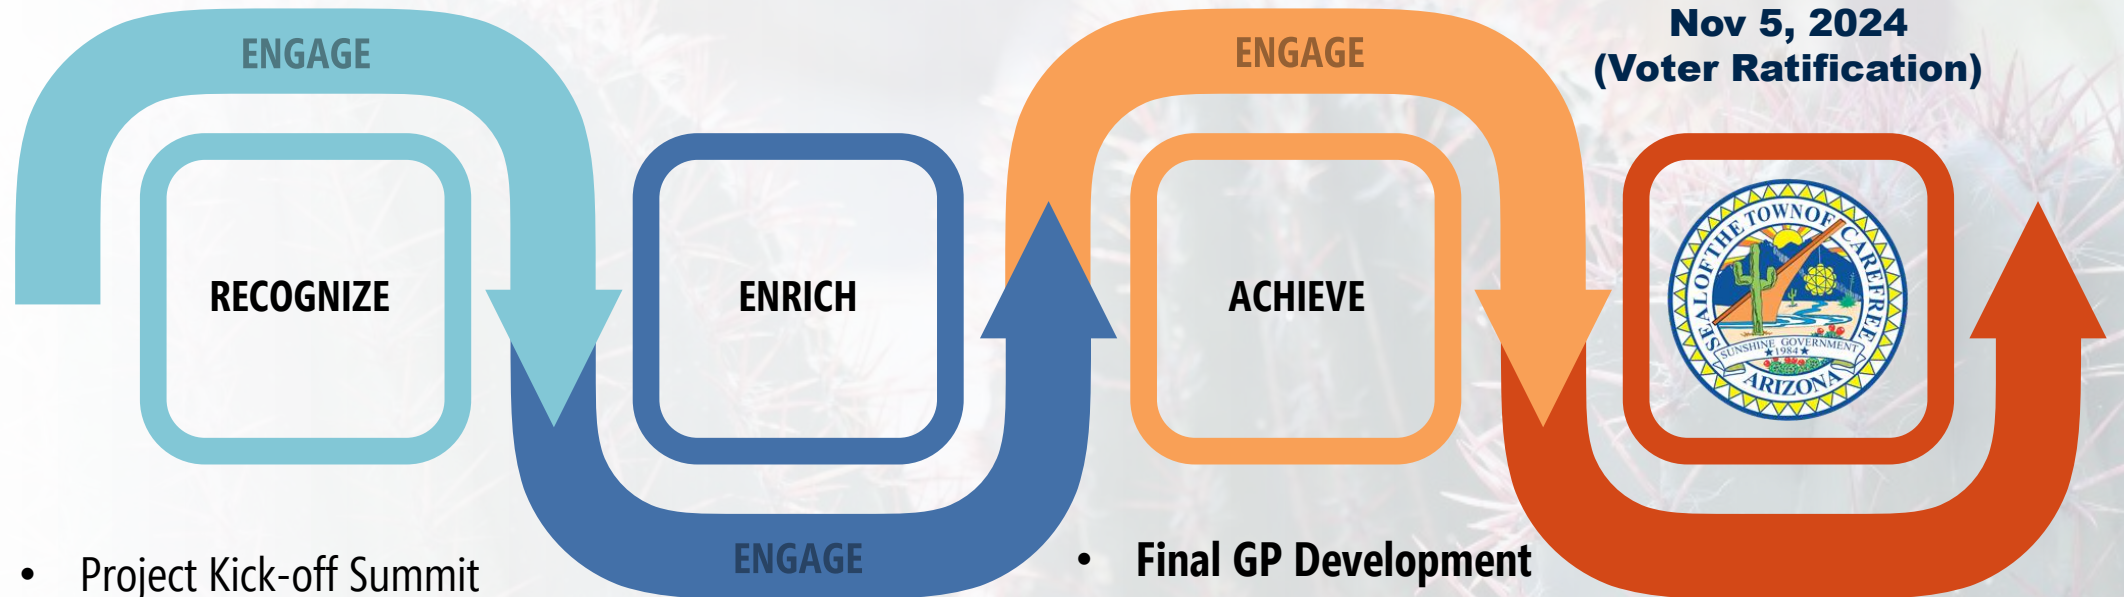 ENGAGE
ENGAGE
Nov 5, 2024
(Voter Ratification)
RECOGNIZE
ENRICH
ACHIEVE
SEAL OF THE TOWN OF CAREFREE
SUNSHINE GOVERNMENT
★1984★
ARIZONA
ENGAGE
• Project Kick-off Summit
• Final GP Development